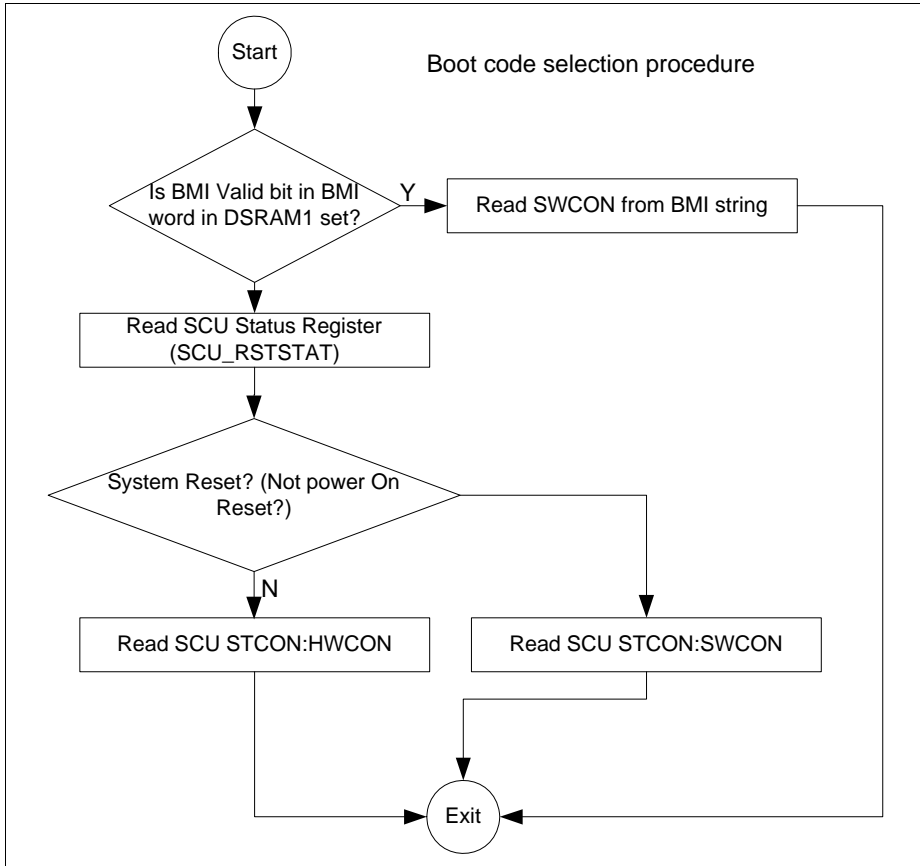 Start
Boot code selection procedure
Is BMI Valid bit in BMI
word in DSRAM1 set?
Y
Read SWCON from BMI string
Read SCU Status Register
(SCU_RSTSTAT)
System Reset? (Not power On
Reset?)
N
Read SCU STCON:HWCON
Read SCU STCON:SWCON
Exit